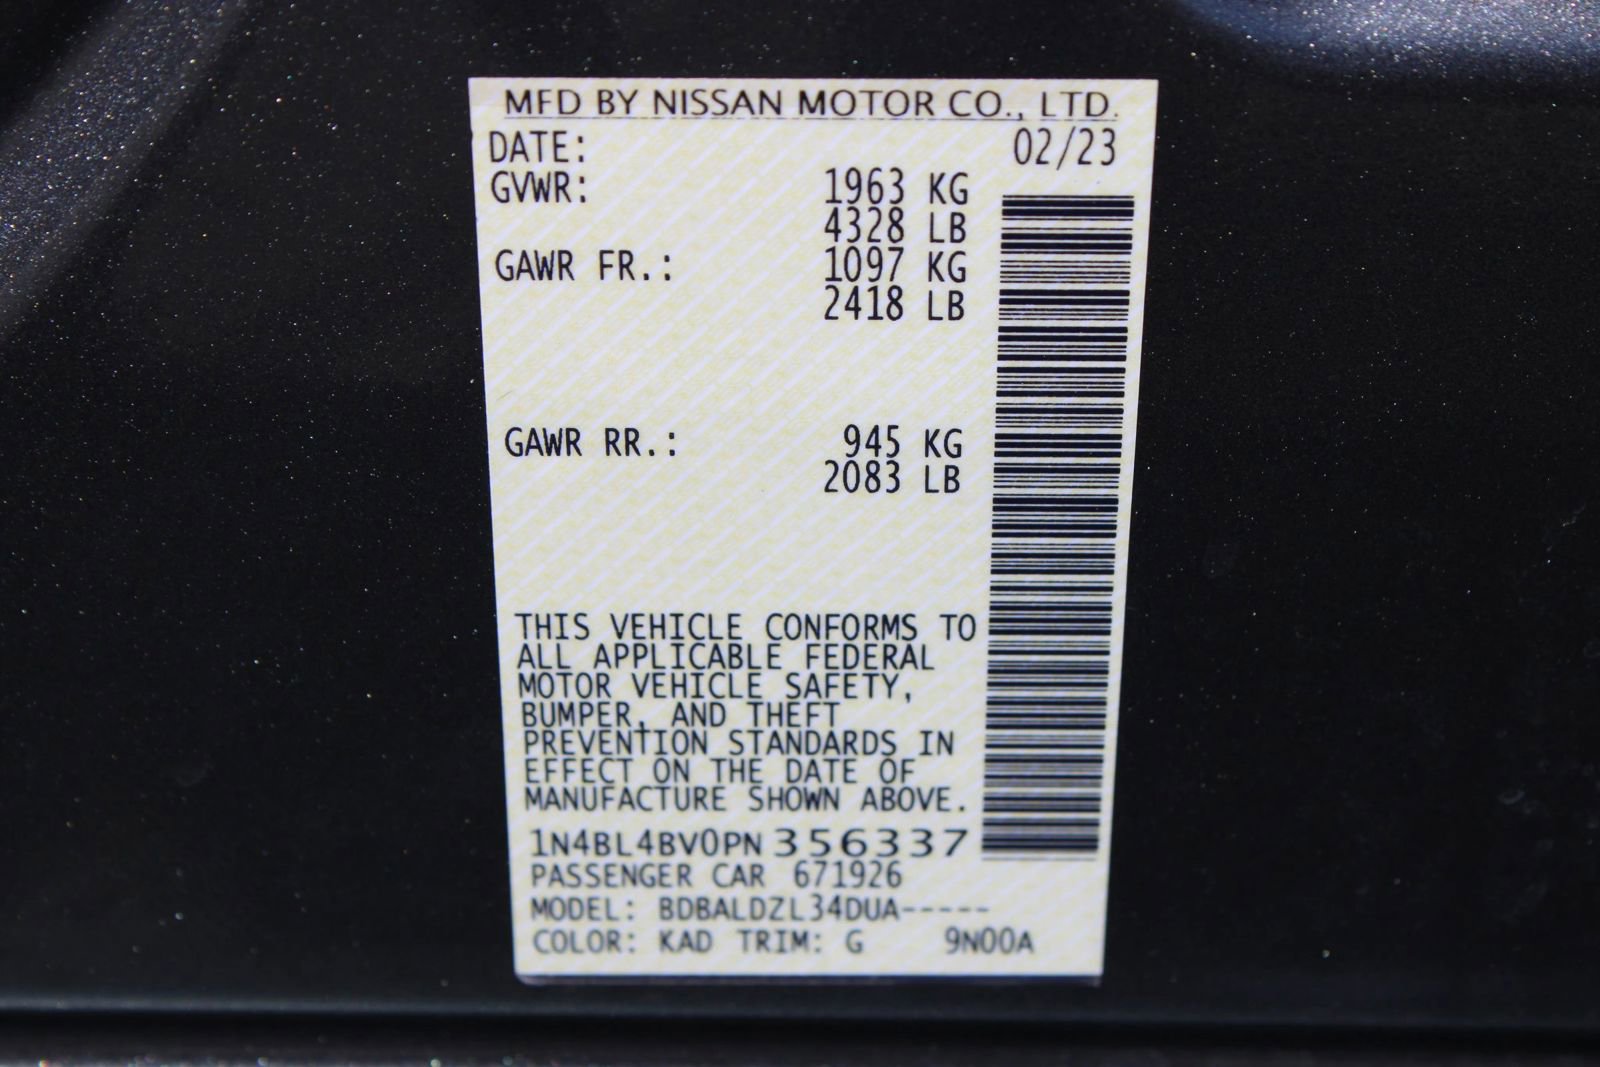 MFD BY NISSAN MOTOR CO., LTD.
DATE: 02/23
GVWR: 1963 KG
4328 LB
GAWR FR.: 1097 KG
2418 LB
GAWR RR.: 945 KG
2083 LB
THIS VEHICLE CONFORMS TO
ALL APPLICABLE FEDERAL
MOTOR VEHICLE SAFETY,
BUMPER, AND THEFT
PREVENTION STANDARDS IN
EFFECT ON THE DATE OF
MANUFACTURE SHOWN ABOVE.
1N4BL4BV0PN356337
PASSENGER CAR 671926
MODEL: BDBALDZL34DUA-----
COLOR: KAD TRIM: G 9N00A